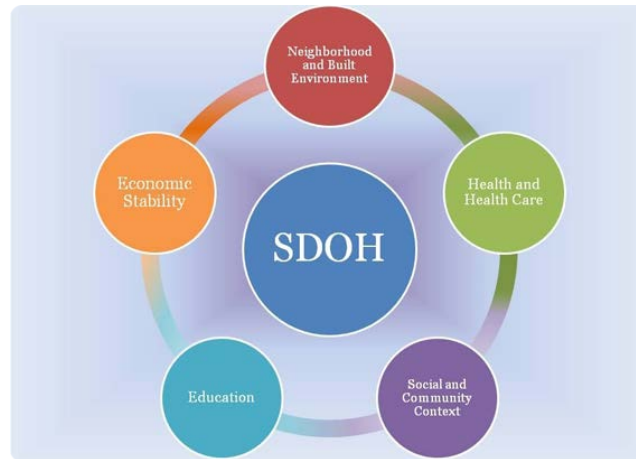 Neighborhood
and Built
Environment
Economic
Stability
Health and
Health Care
SDOH
Education
Social and
Community
Context